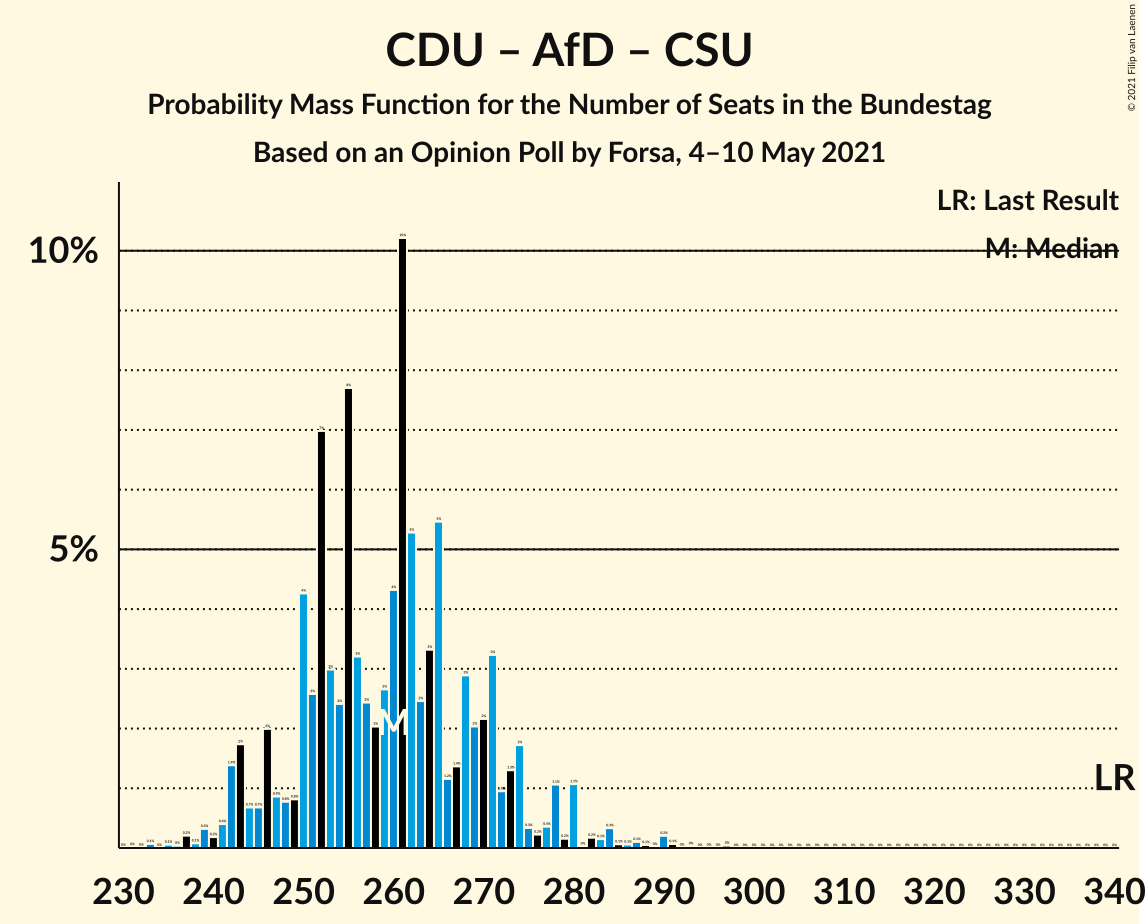 CDU – AfD – CSU
Probability Mass Function for the Number of Seats in the Bundestag
Based on an Opinion Poll by Forsa, 4–10 May 2021
© 2021 Filip van Laenen
LR: Last Result
M: Median
10%
5%
M
LR
230 240 250 260 270 280 290 300 310 320 330 340